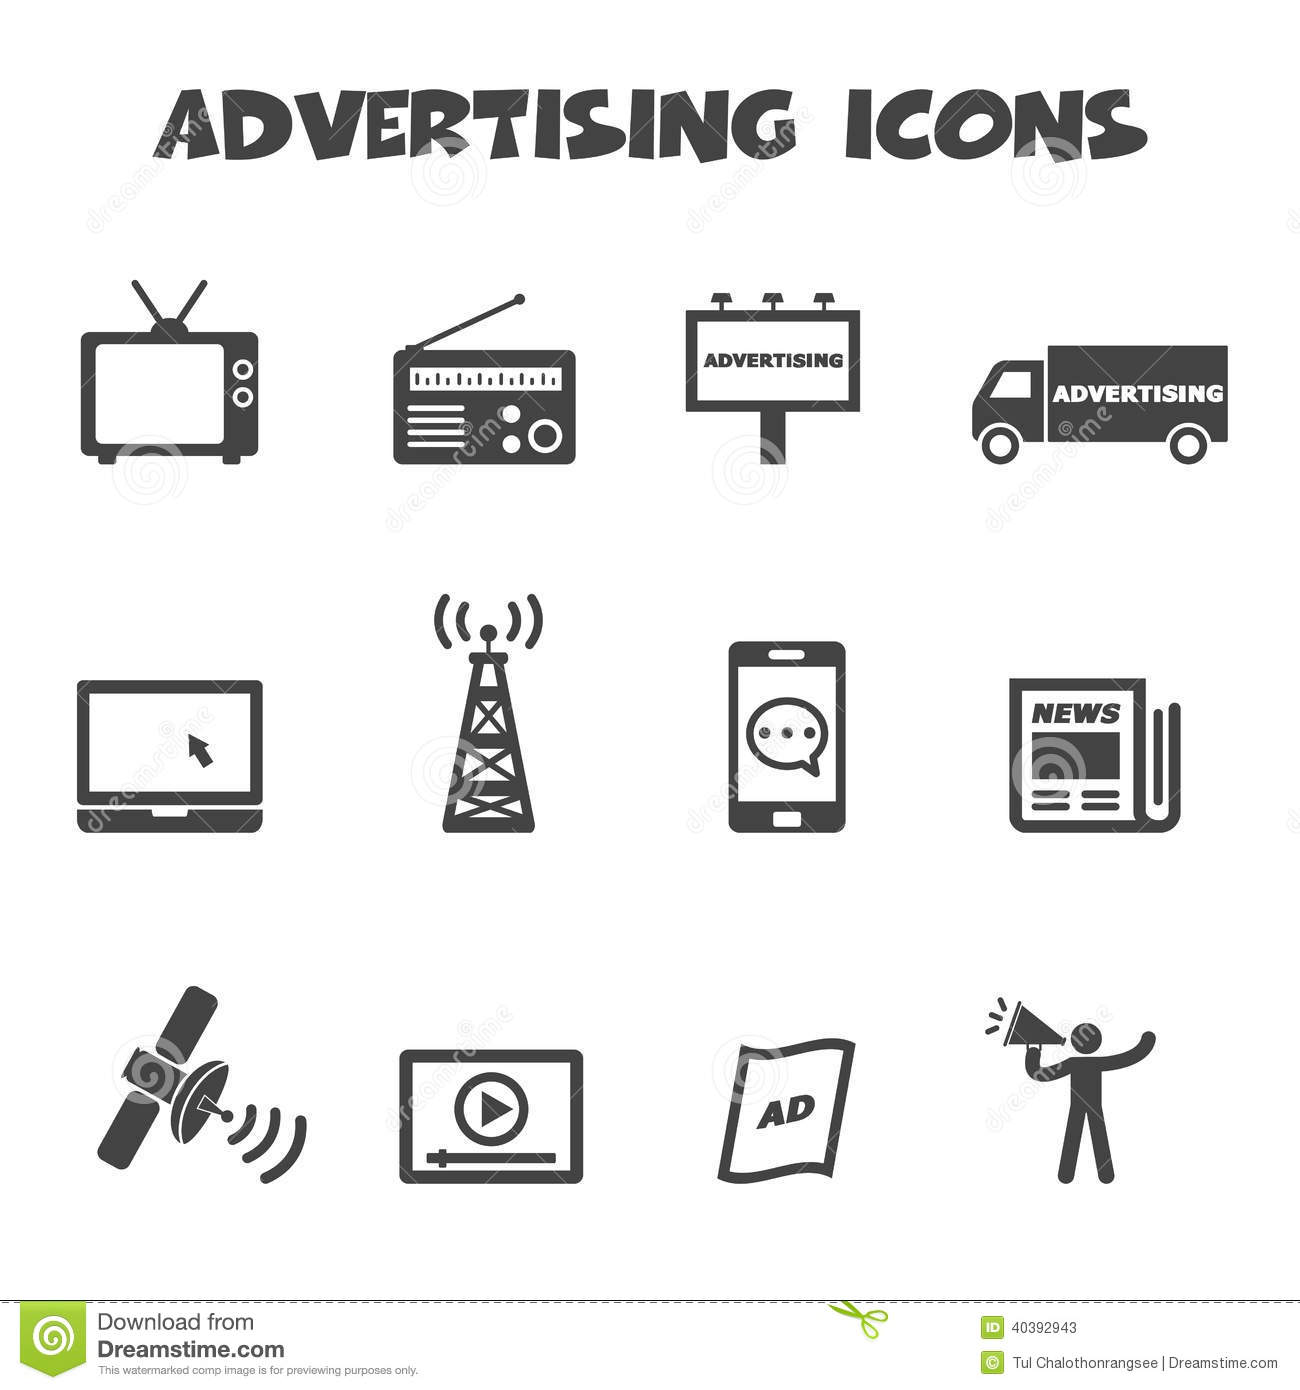 ADVERTISING ICONS
ADVERTISING
ADVERTISING
NEWS
AD
Download from
Dreamstime.com
This watermarked comp image is for previewing purposes only.
ID 40392943
© Tul Chalothonrangsee | Dreamstime.com
dreamstime